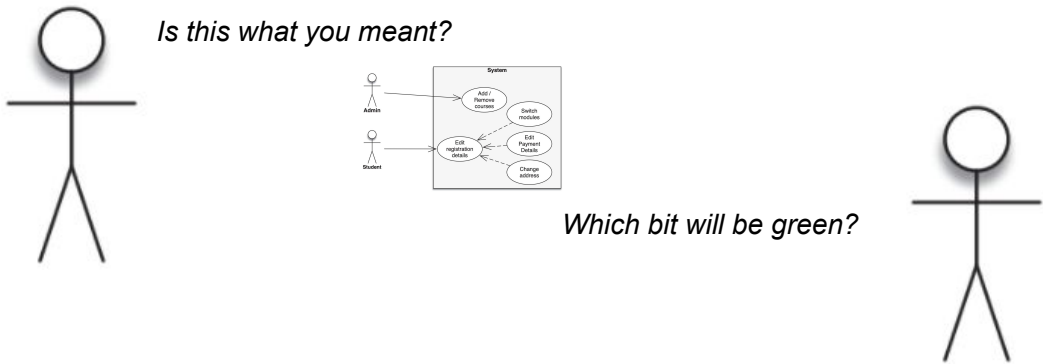 Is this what you meant?
System
Add /
Remove
courses
Admin
Switch
modules
Edit
registration
details
Edit
Payment
Details
Student
Change
address
Which bit will be green?